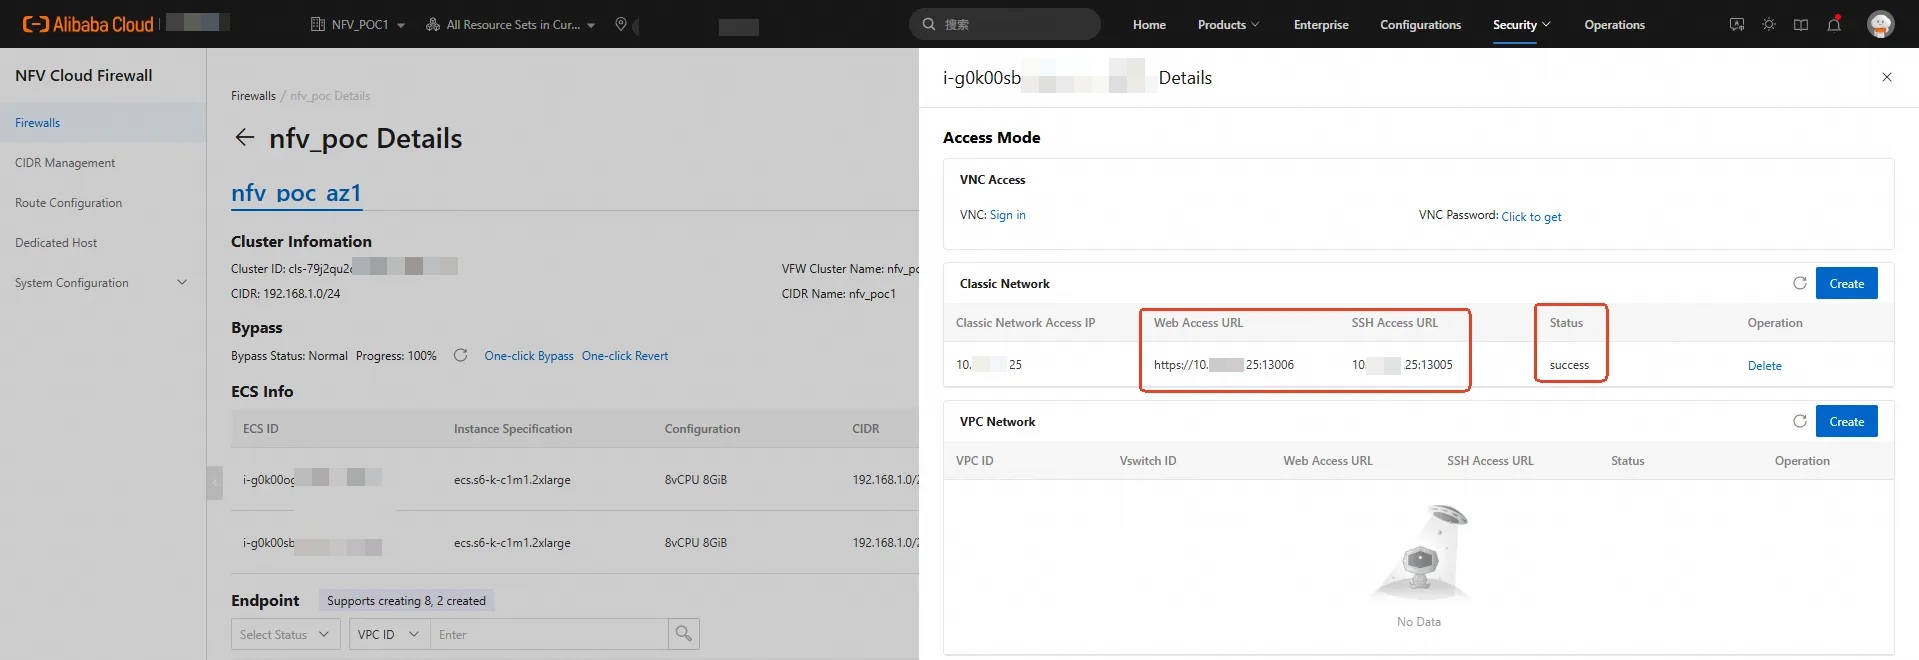 Alibaba Cloud
NFV_POC1
All Resource Sets in Cur...
搜索
Home
Products
Enterprise
Configurations
Security
Operations
NFV Cloud Firewall
Firewalls
CIDR Management
Route Configuration
Dedicated Host
System Configuration
Firewalls / nfv_poc Details
nfv_poc Details
nfv_poc_az1
Cluster Infomation
Cluster ID: cls-79j2qu2
VFW Cluster Name: nfv_pc
CIDR: 192.168.1.0/24
CIDR Name: nfv_poc1
Bypass
Bypass Status: Normal Progress: 100% One-click Bypass One-click Revert
ECS Info
ECS ID Instance Specification Configuration CIDR
i-g0k00og ecs.s6-k-c1m1.2xlarge 8vCPU 8GiB 192.168.1.0/2
i-g0k00sb ecs.s6-k-c1m1.2xlarge 8vCPU 8GiB 192.168.1.0/2
Endpoint Supports creating 8, 2 created
Select Status VPC ID Enter
i-g0k00sb Details
Access Mode
VNC Access
VNC: Sign in VNC Password: Click to get
Classic Network Create
Classic Network Access IP Web Access URL SSH Access URL Status Operation
10. 25 https://10. 25:13006 10 .25:13005 success Delete
VPC Network Create
VPC ID Vswitch ID Web Access URL SSH Access URL Status Operation
No Data